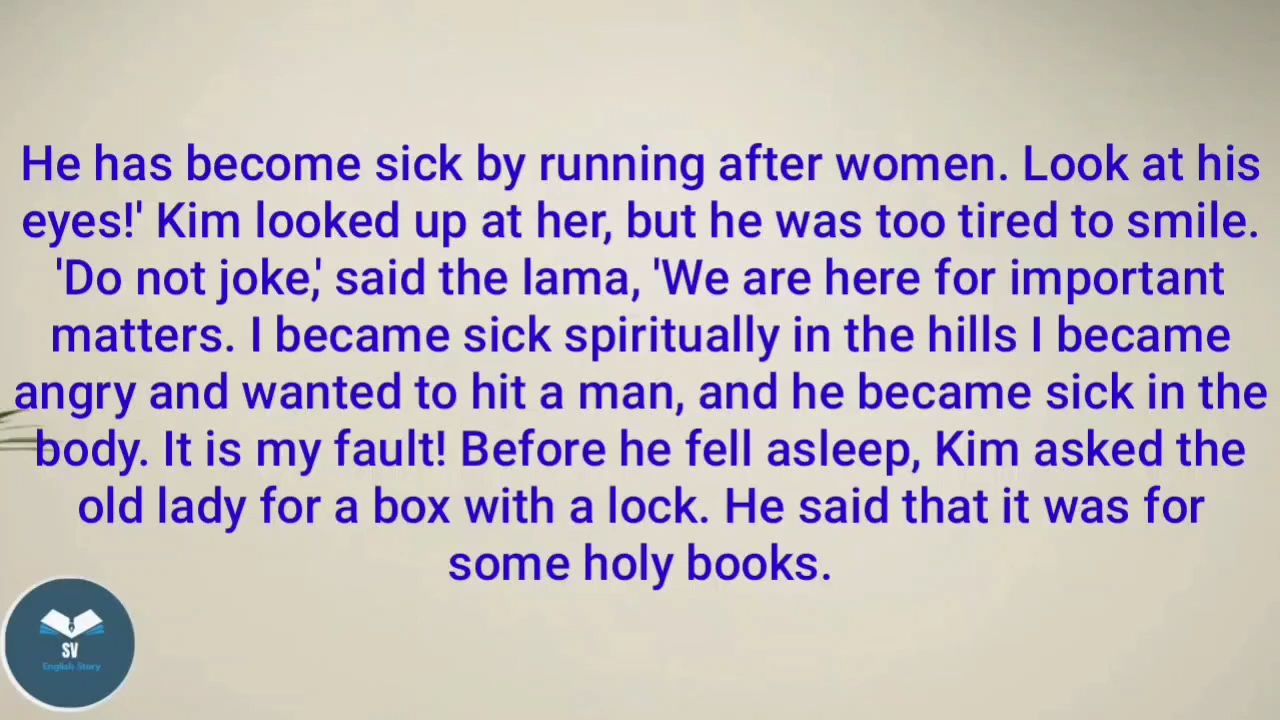 He has become sick by running after women. Look at his
eyes!' Kim looked up at her, but he was too tired to smile.
'Do not joke,' said the lama, 'We are here for important
matters. I became sick spiritually in the hills I became
angry and wanted to hit a man, and he became sick in the
body. It is my fault! Before he fell asleep, Kim asked the
old lady for a box with a lock. He said that it was for
some holy books.
SV
English Story